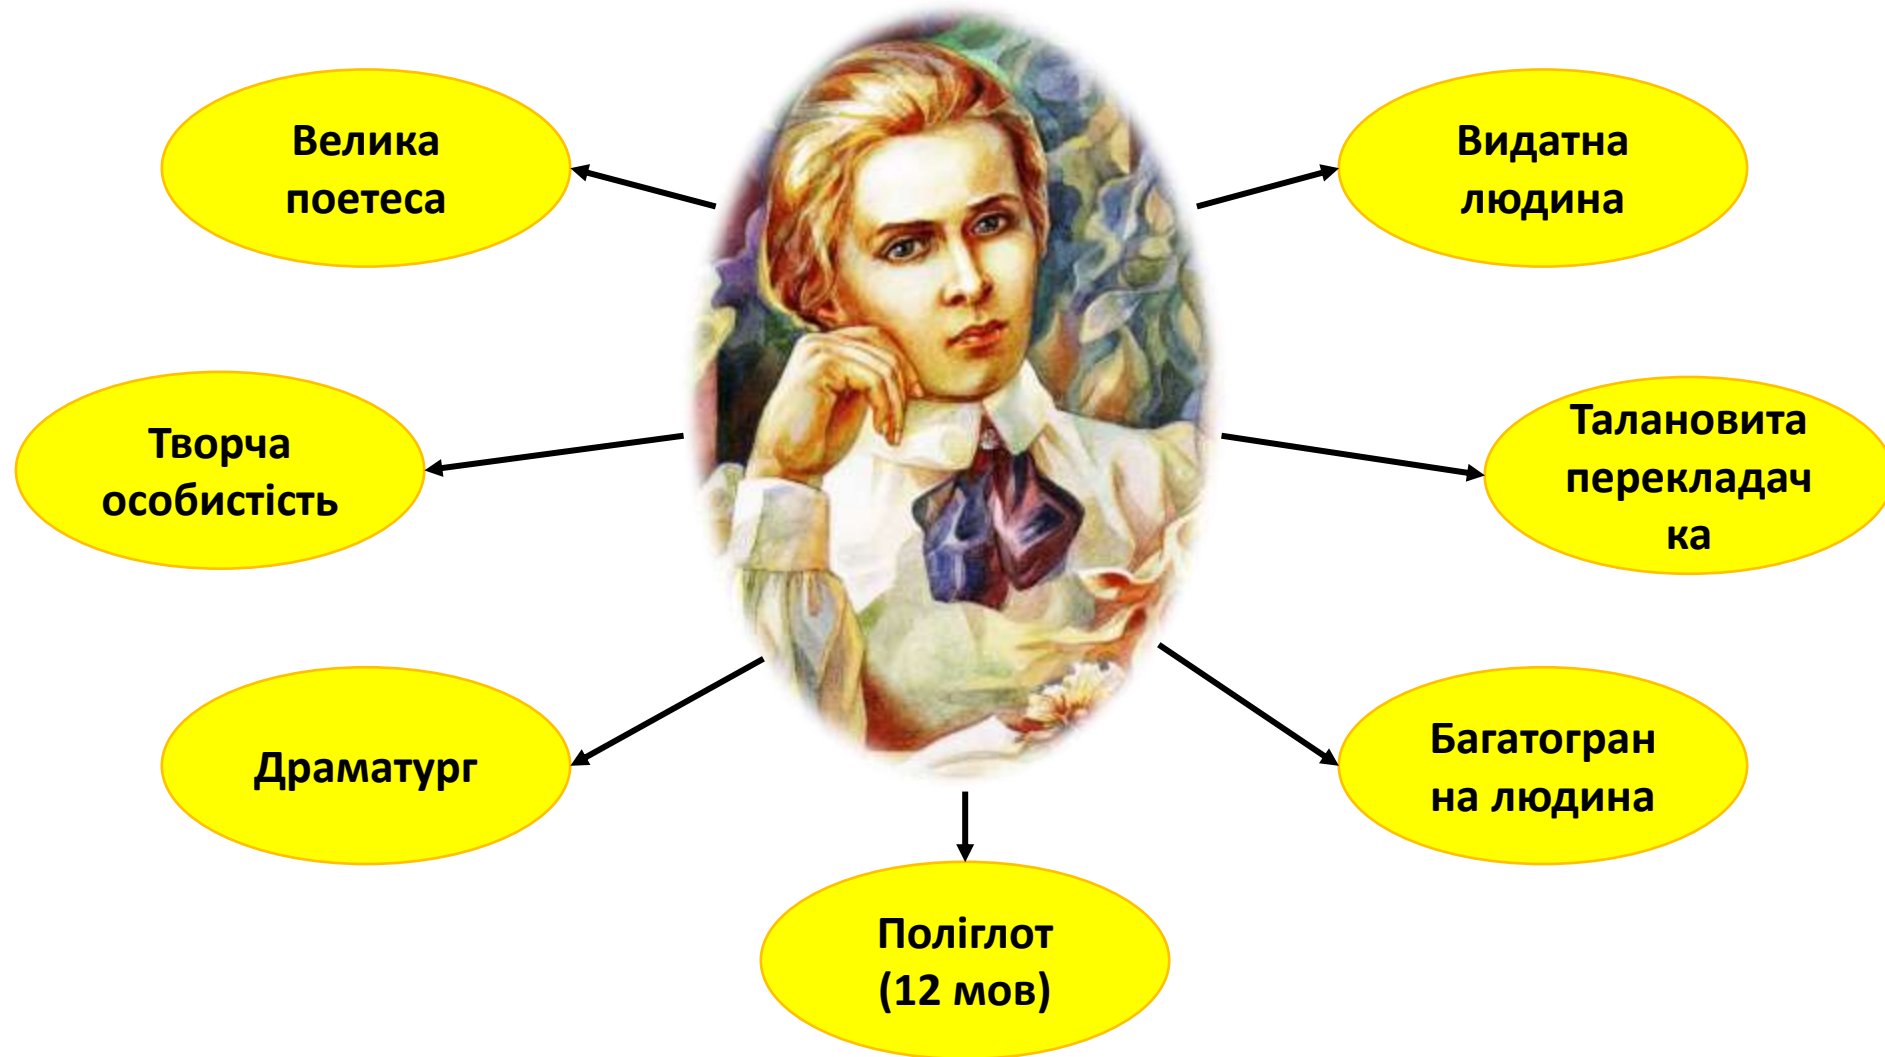 Велика
поетеса
Видатна
людина
Творча
особистість
Талановита
перекладач
ка
Драматург
Багатогран
на людина
Поліглот
(12 мов)